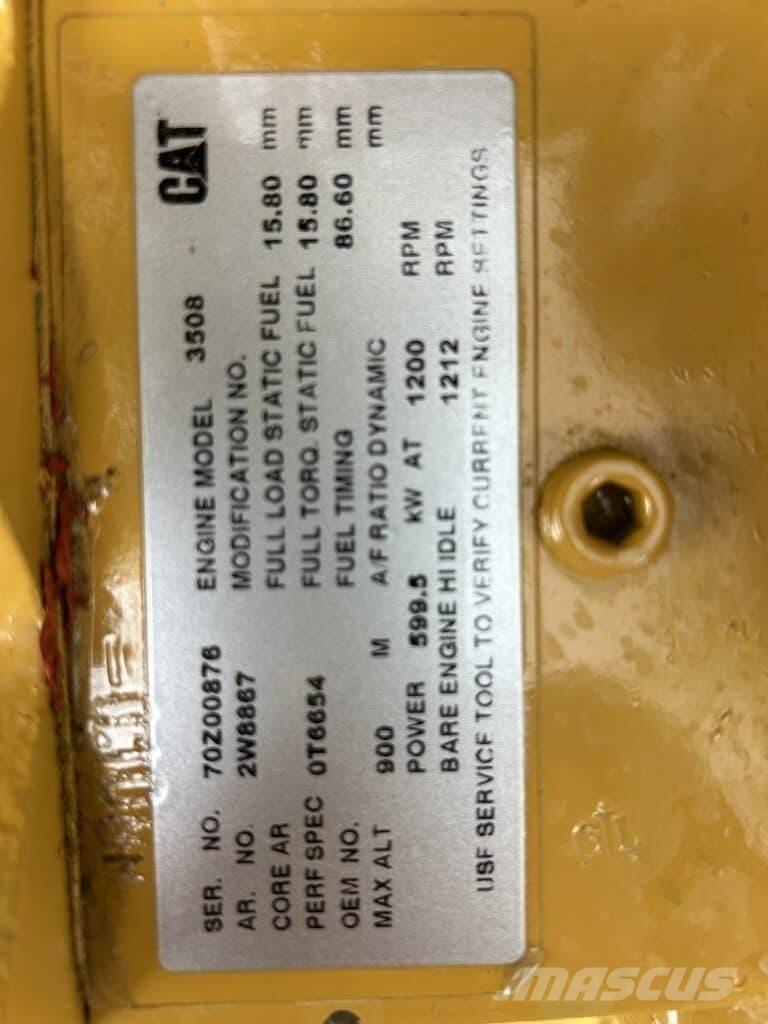 CAT
SER. NO. 70Z00876 ENGINE MODEL 3508
AR. NO. 2W8867 MODIFICATION NO.
CORE AR FULL LOAD STATIC FUEL 15.80 mm
PERF SPEC 0T6654 FULL TORQ. STATIC FUEL 15.80 mm
OEM NO. FUEL TIMING 86.60 mm
MAX ALT 900 M A/F RATIO DYNAMIC mm
POWER 599.5 KW AT 1200 RPM
BARE ENGINE HI IDLE 1212 RPM
USE SERVICE TOOL TO VERIFY CURRENT ENGINE SETTINGS
STL
MASCUS